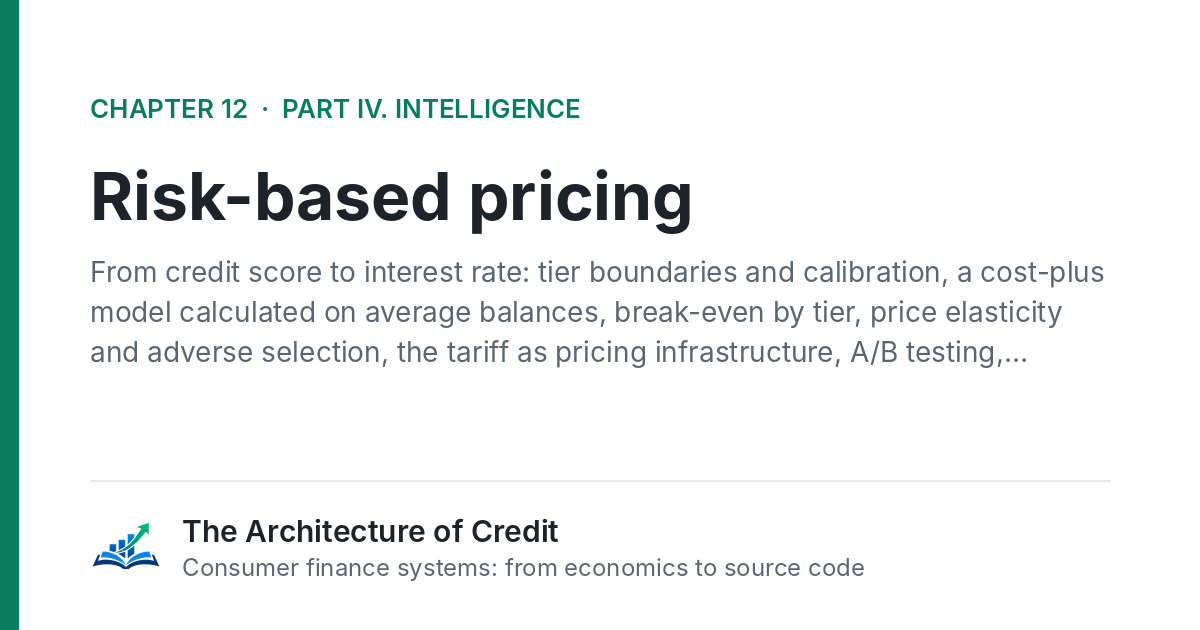 CHAPTER 12 · PART IV. INTELLIGENCE
Risk-based pricing
From credit score to interest rate: tier boundaries and calibration, a cost-plus
model calculated on average balances, break-even by tier, price elasticity
and adverse selection, the tariff as pricing infrastructure, A/B testing,…
The Architecture of Credit
Consumer finance systems: from economics to source code